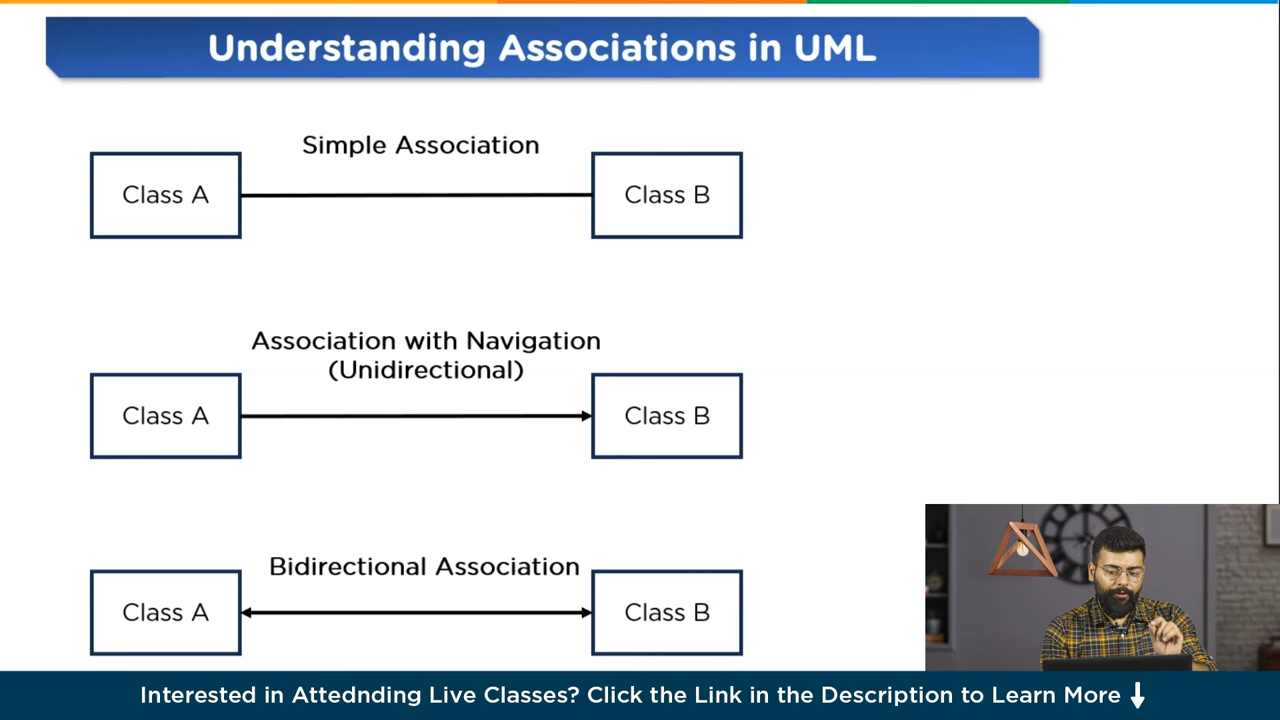 Understanding Associations in UML
Simple Association
Class A
Class B
Association with Navigation
(Unidirectional)
Class A
Class B
Bidirectional Association
Class A
Class B
Interested in Attednding Live Classes? Click the Link in the Description to Learn More